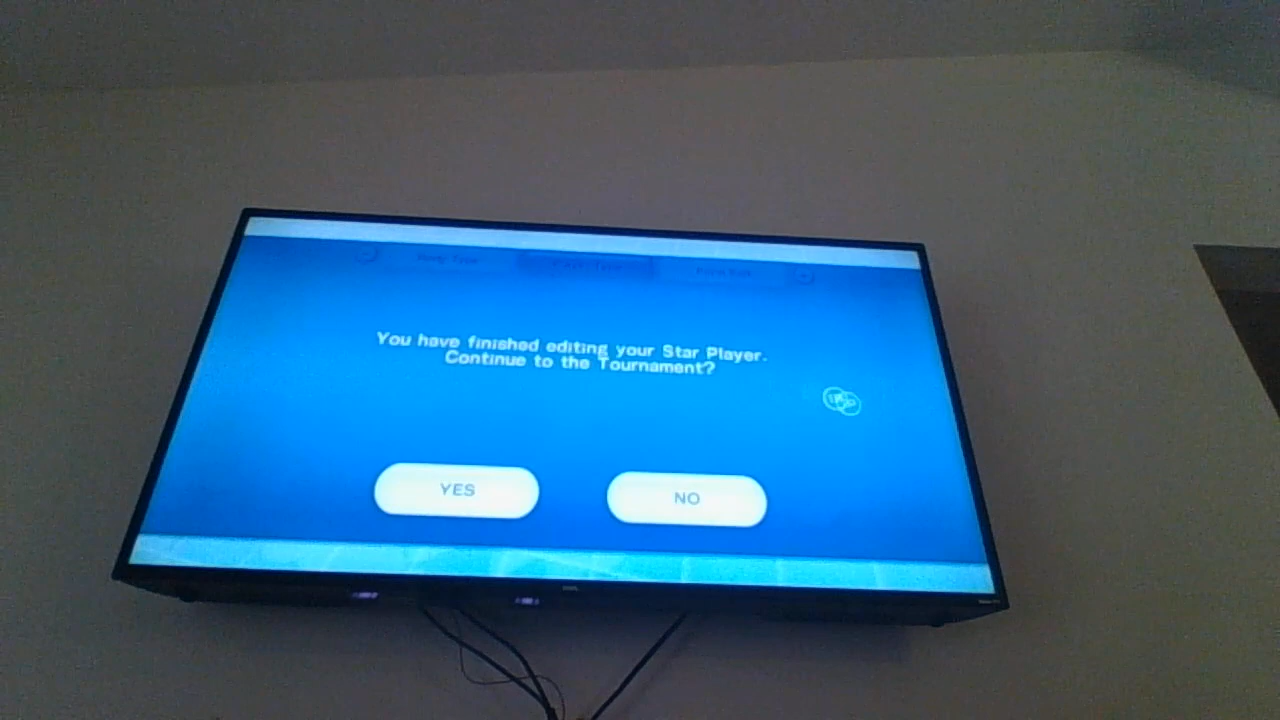 You have finished editing your Star Player.
Continue to the Tournament?
YES
NO